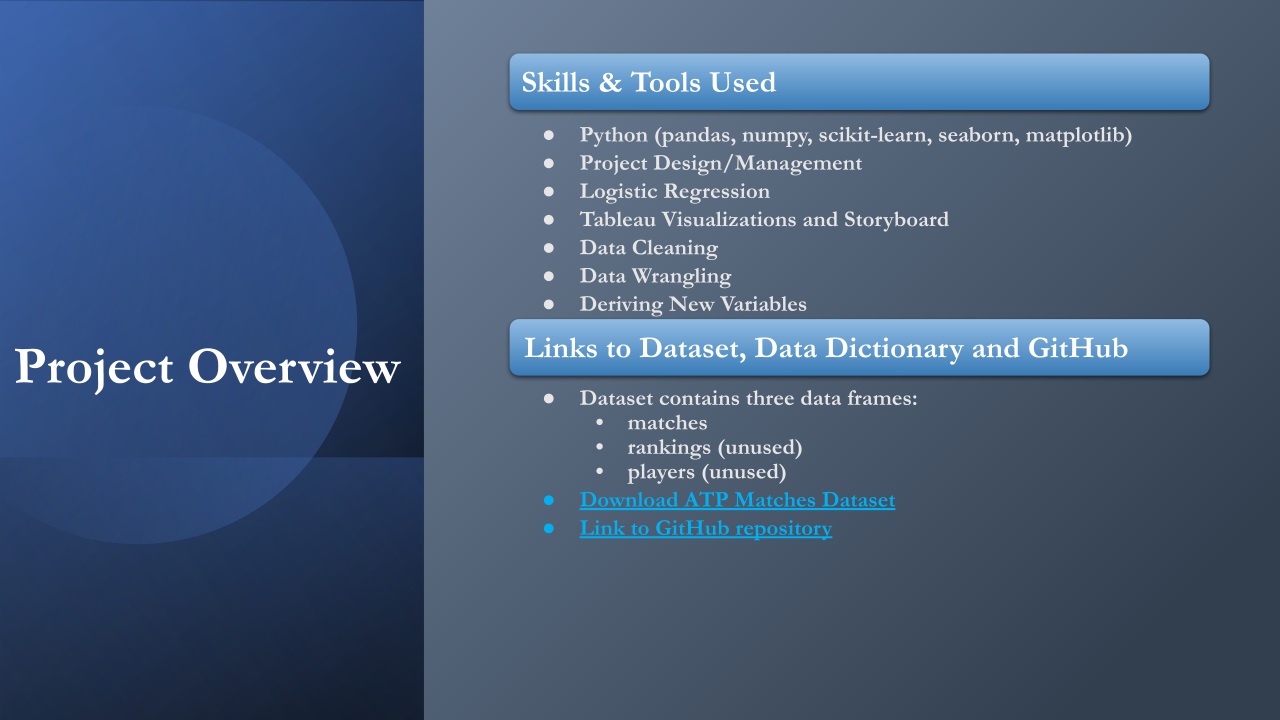 Project Overview
Skills & Tools Used
● Python (pandas, numpy, scikit-learn, seaborn, matplotlib)
● Project Design/Management
● Logistic Regression
● Tableau Visualizations and Storyboard
● Data Cleaning
● Data Wrangling
● Deriving New Variables
Links to Dataset, Data Dictionary and GitHub
● Dataset contains three data frames:
• matches
• rankings (unused)
• players (unused)
● Download ATP Matches Dataset
● Link to GitHub repository